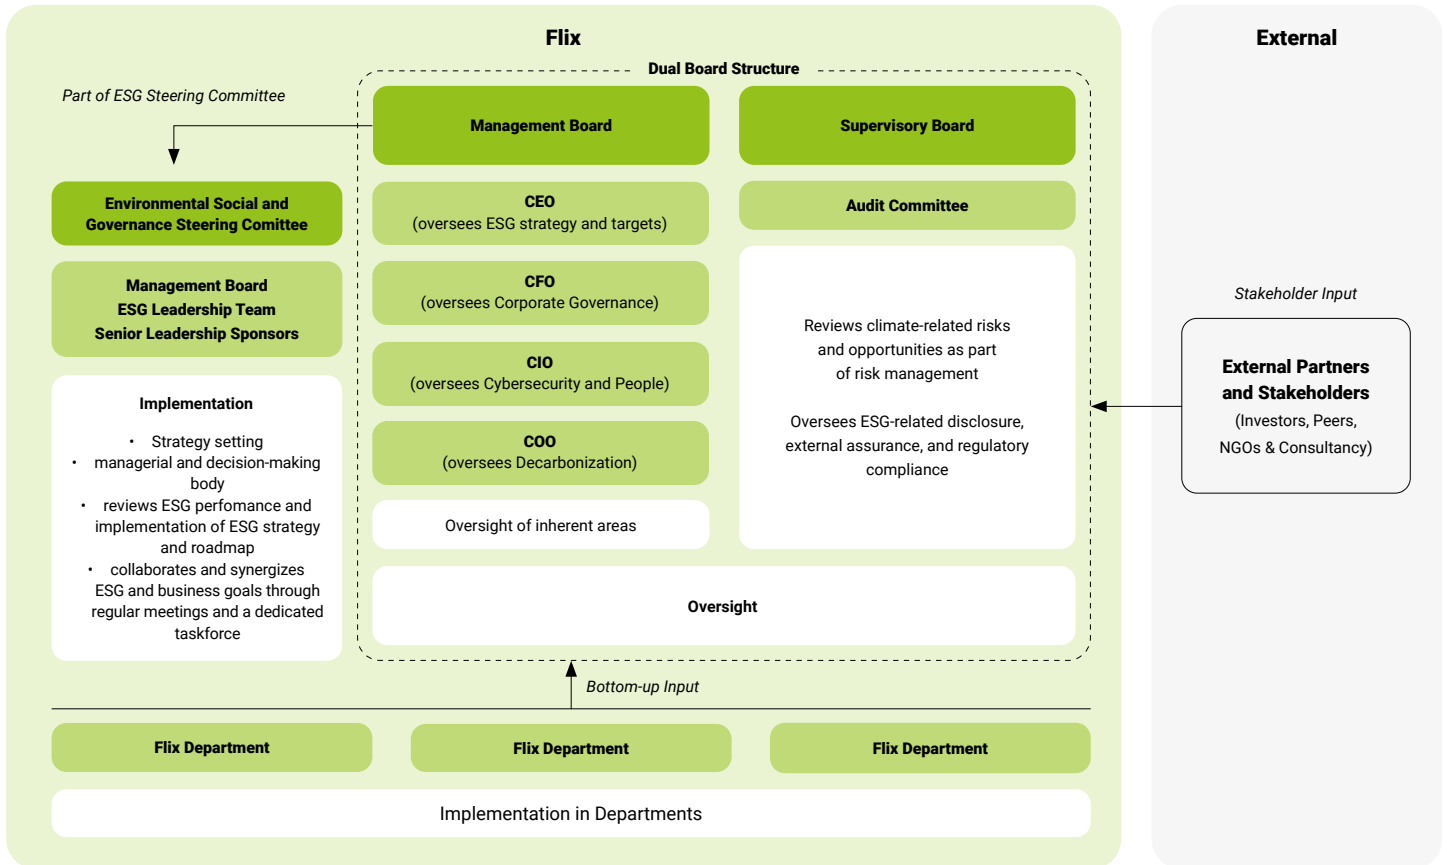 Flix
External
Dual Board Structure
Part of ESG Steering Committee
Management Board
Supervisory Board
Environmental Social and
Governance Steering Comittee
Management Board
ESG Leadership Team
Senior Leadership Sponsors
Implementation
• Strategy setting
• managerial and decision-making
body
• reviews ESG perfomance and
implementation of ESG strategy
and roadmap
• collaborates and synergizes
ESG and business goals through
regular meetings and a dedicated
taskforce
CEO
(oversees ESG strategy and targets)
CFO
(oversees Corporate Governance)
CIO
(oversees Cybersecurity and People)
COO
(oversees Decarbonization)
Oversight of inherent areas
Audit Committee
Reviews climate-related risks
and opportunities as part
of risk management
Oversees ESG-related disclosure,
external assurance, and regulatory
compliance
Oversight
Stakeholder Input
External Partners
and Stakeholders
(Investors, Peers,
NGOs & Consultancy)
Bottom-up Input
Flix Department
Flix Department
Flix Department
Implementation in Departments